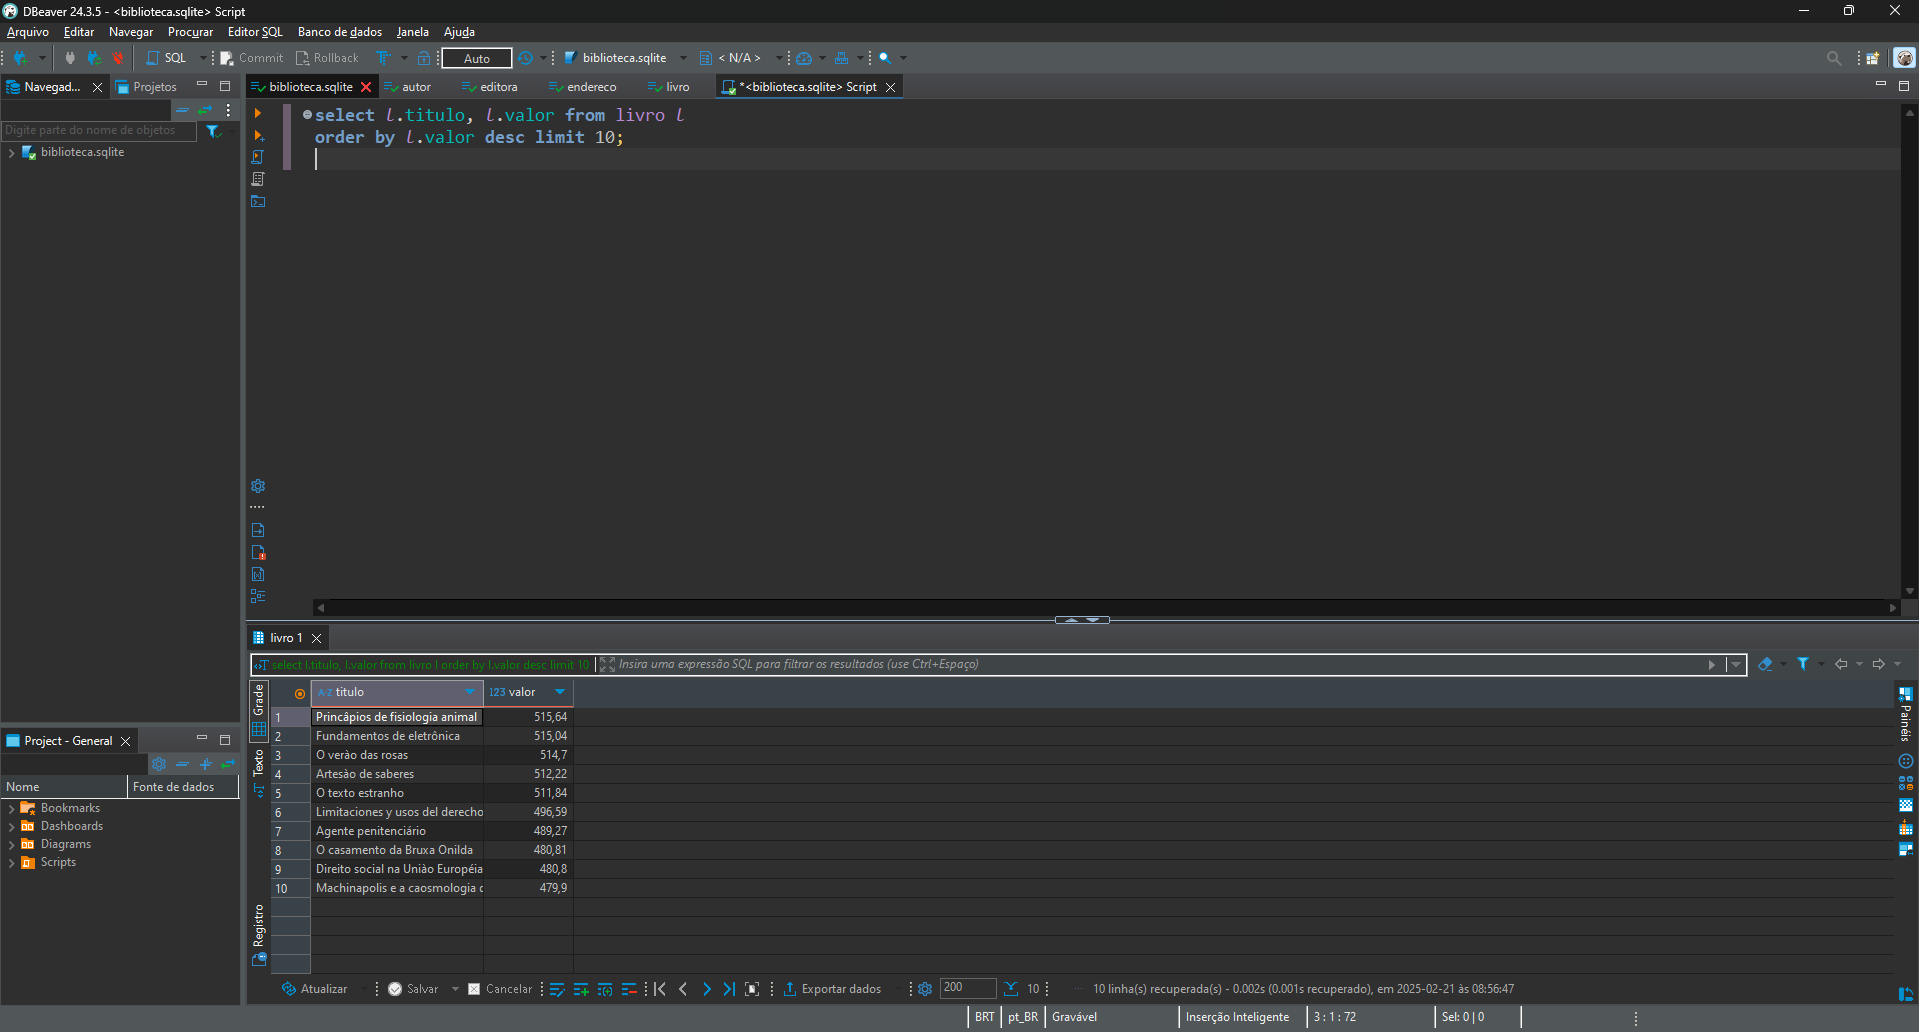 DBeaver 24.3.5 - <biblioteca.sqlite> Script
Arquivo Editar Navegar Procurar Editor SQL Banco de dados Janela Ajuda
SQL Commit Rollback Auto biblioteca.sqlite < N/A >
Navegad... Projetos biblioteca.sqlite autor editora endereco livro *<biblioteca.sqlite> Script
Digite parte do nome de objetos
biblioteca.sqlite
select l.titulo, l.valor from livro l
order by l.valor desc limit 10;
livro 1
select l.titulo, l.valor from livro l order by l.valor desc limit 10 Insira uma expressão SQL para filtrar os resultados (use Ctrl+Espaço)
Grade
Texto
Registro
A-Z titulo 123 valor
1 Princâpios de fisiologia animal 515,64
2 Fundamentos de eletrônica 515,04
3 O verào das rosas 514,7
4 Artesào de saberes 512,22
5 O texto estranho 511,84
6 Limitaciones y usos del derecho 496,59
7 Agente penitenciário 489,27
8 O casamento da Bruxa Onilda 480,81
9 Direito social na Uniào Européia 480,8
10 Machinapolis e a caosmologia d 479,9
Painéis
Project - General
Nome Fonte de dados
Bookmarks
Dashboards
Diagrams
Scripts
Atualizar Salvar Cancelar Exportar dados 200 10 10 linha(s) recuperada(s) - 0.002s (0.001s recuperado), em 2025-02-21 às 08:56:47
BRT pt_BR Gravável Inserção Inteligente 3 : 1 : 72 Sel: 0 | 0